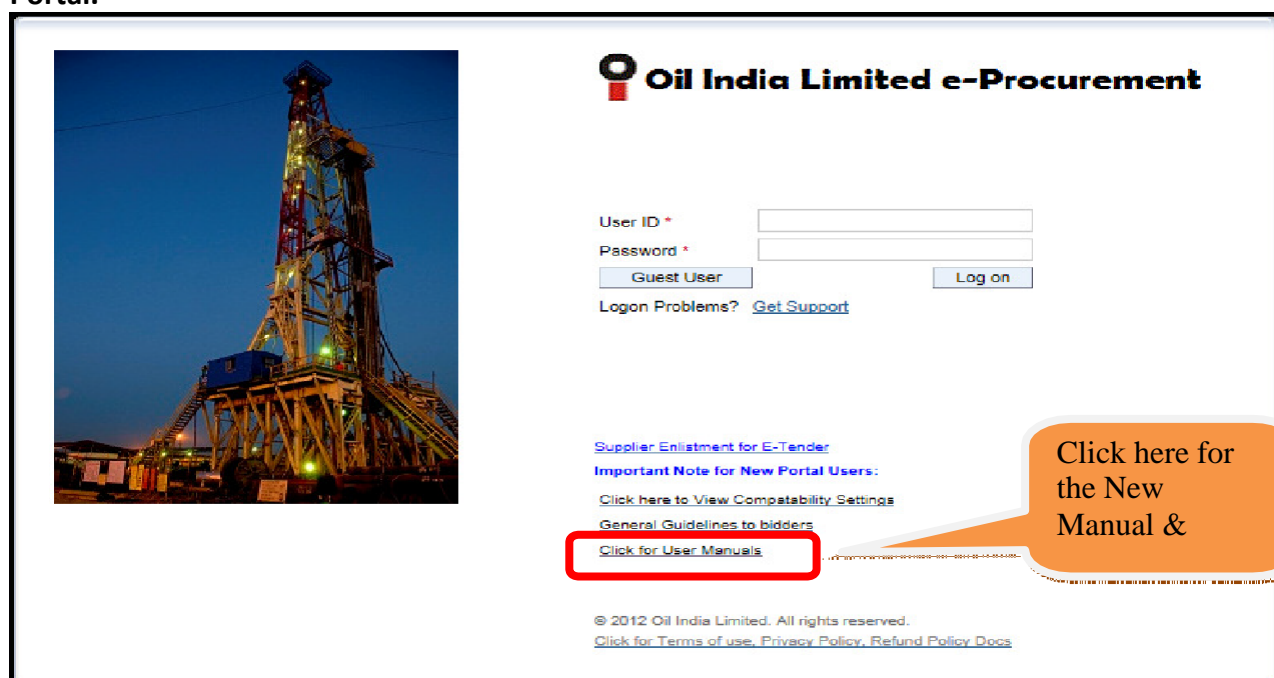 Portal.
Oil India Limited e-Procurement
User ID *
Password *
Guest User
Log on
Logon Problems? Get Support
Supplier Enlistment for E-Tender
Important Note for New Portal Users:
Click here to View Compatability Settings
General Guidelines to bidders
Click for User Manuals
Click here for
the New
Manual &
© 2012 Oil India Limited. All rights reserved.
Click for Terms of use, Privacy Policy, Refund Policy Docs